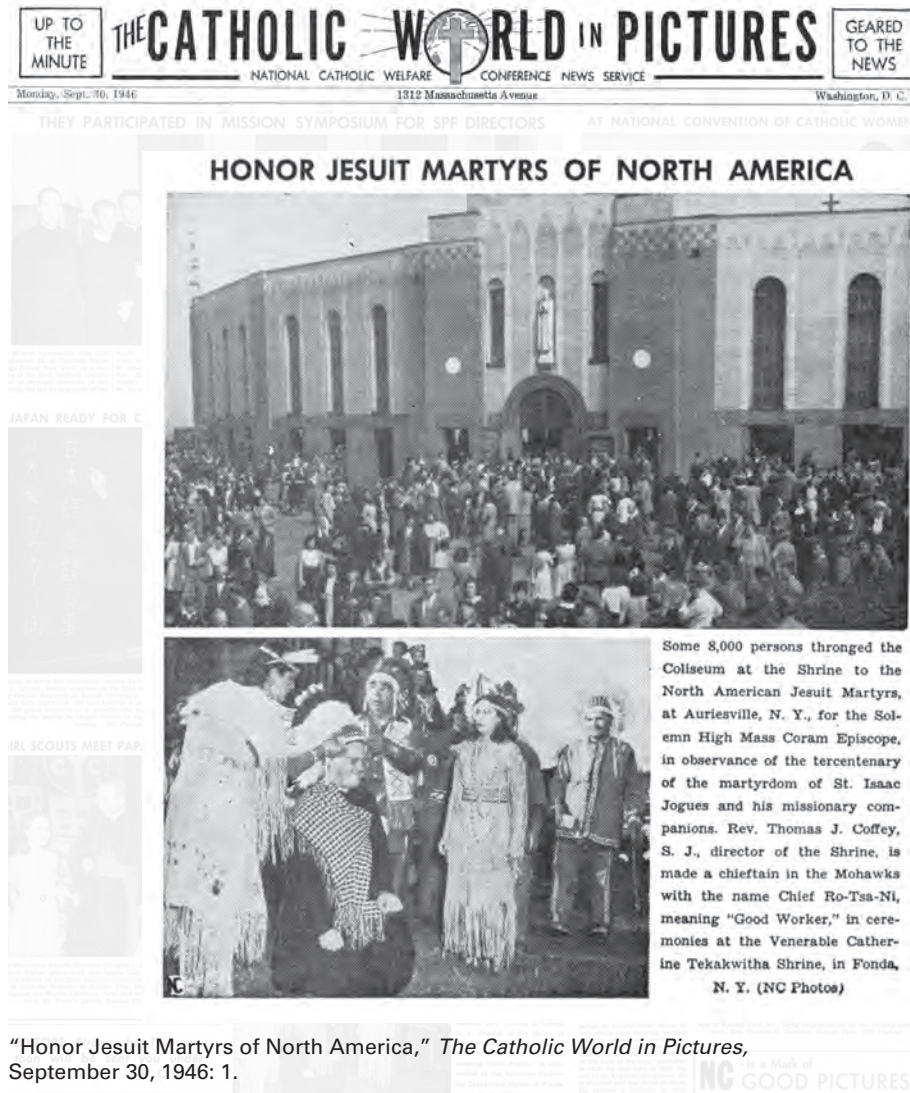 UP TO
THE
MINUTE
THE CATHOLIC WORLD IN PICTURES
NATIONAL CATHOLIC WELFARE CONFERENCE NEWS SERVICE
GEARED
TO THE
NEWS
Monday, Sept. 30, 1946
1312 Massachusetts Avenue
Washington, D. C.
THEY PARTICIPATED IN MISSION SYMPOSIUM FOR SPF DIRECTORS
AT NATIONAL CONVENTION OF CATHOLIC WOMEN
HONOR JESUIT MARTYRS OF NORTH AMERICA
JAPAN READY FOR C
IRL SCOUTS MEET PAP
NC
Some 8,000 persons thronged the
Coliseum at the Shrine to the
North American Jesuit Martyrs,
at Auriesville, N. Y., for the Sol-
emn High Mass Coram Episcope,
in observance of the tercentenary
of the martyrdom of St. Isaac
Jogues and his missionary com-
panions. Rev. Thomas J. Coffey,
S. J., director of the Shrine, is
made a chieftain in the Mohawks
with the name Chief Ro-Tsa-Ni,
meaning "Good Worker," in cere-
monies at the Venerable Cather-
ine Tekakwitha Shrine, in Fonda,
N. Y. (NC Photos)
"Honor Jesuit Martyrs of North America," The Catholic World in Pictures,
September 30, 1946: 1.
NC -is a Mark of
GOOD PICTURES